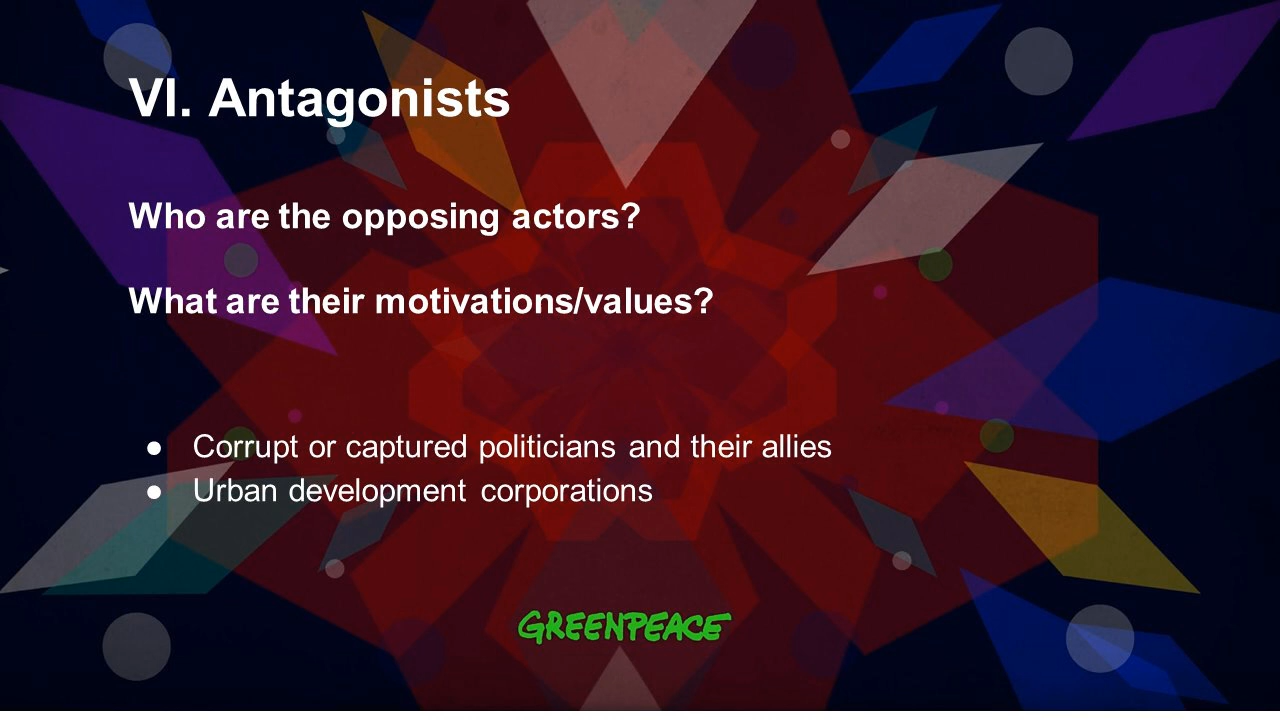 VI. Antagonists
Who are the opposing actors?
What are their motivations/values?
● Corrupt or captured politicians and their allies
● Urban development corporations
GREENPEACE